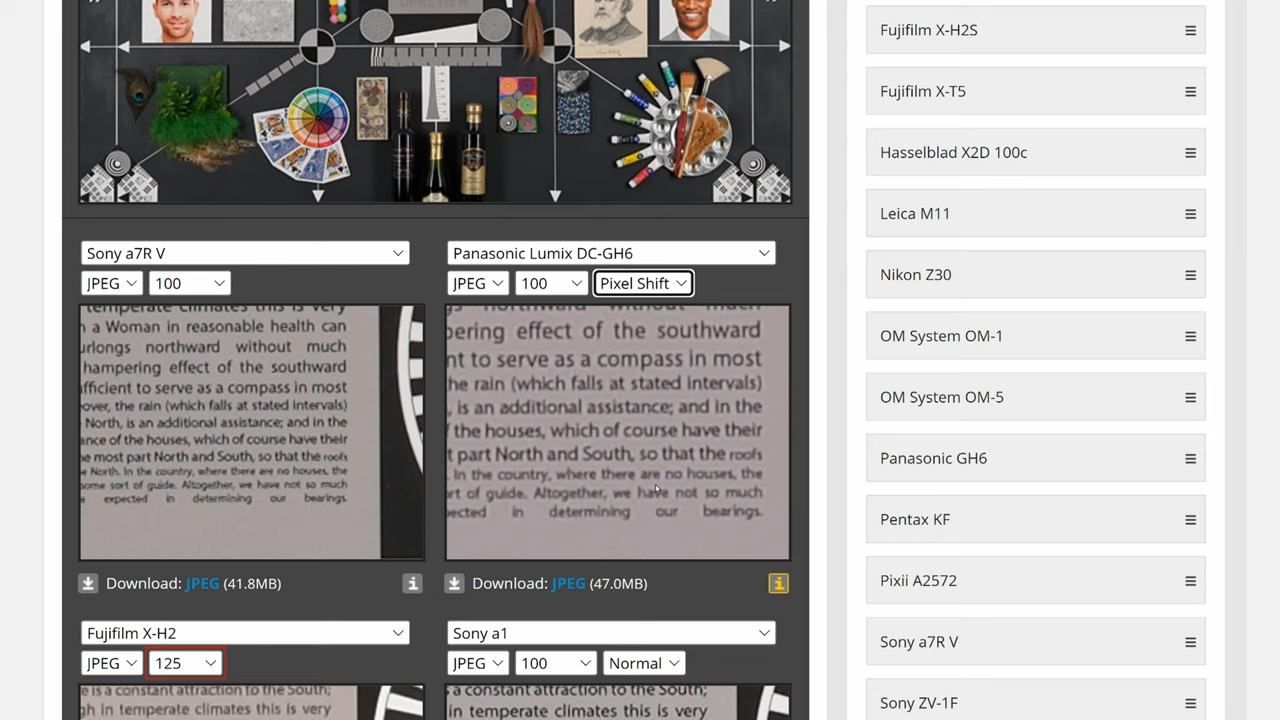 DPREVIEW
Fujifilm X-H2S
Fujifilm X-T5
Hasselblad X2D 100c
Leica M11
Nikon Z30
OM System OM-1
OM System OM-5
Panasonic GH6
Pentax KF
Pixii A2572
Sony a7R V
Sony ZV-1F
Sony a7R V
JPEG 100
temperate climates this is very
n a Woman in reasonable health can
urlongs northward without much
hampering effect of the southward
fficient to serve as a compass in most
over, the rain (which falls at stated intervals)
North, is an additional assistance; and in the
ance of the houses, which of course have their
e most part North and South, so that the roofs
e North. In the country, where there are no houses, the
ome sort of guide. Altogether, we have not so much
expected in determining our bearings.
Download: JPEG (41.8MB)
Panasonic Lumix DC-GH6
JPEG 100 Pixel Shift
gs northward without much
pering effect of the southward
nt to serve as a compass in most
he rain (which falls at stated intervals)
, is an additional assistance; and in the
f the houses, which of course have their
t part North and South, so that the roofs
. In the country, where there are no houses, the
rt of guide. Altogether, we have not so much
ected in determining our bearings.
Download: JPEG (47.0MB)
Fujifilm X-H2
JPEG 125
e is a constant attraction to the South;
gh in temperate climates this is very
Sony a1
JPEG 100 Normal
s a constant attraction to the South;
in temperate climates this is very